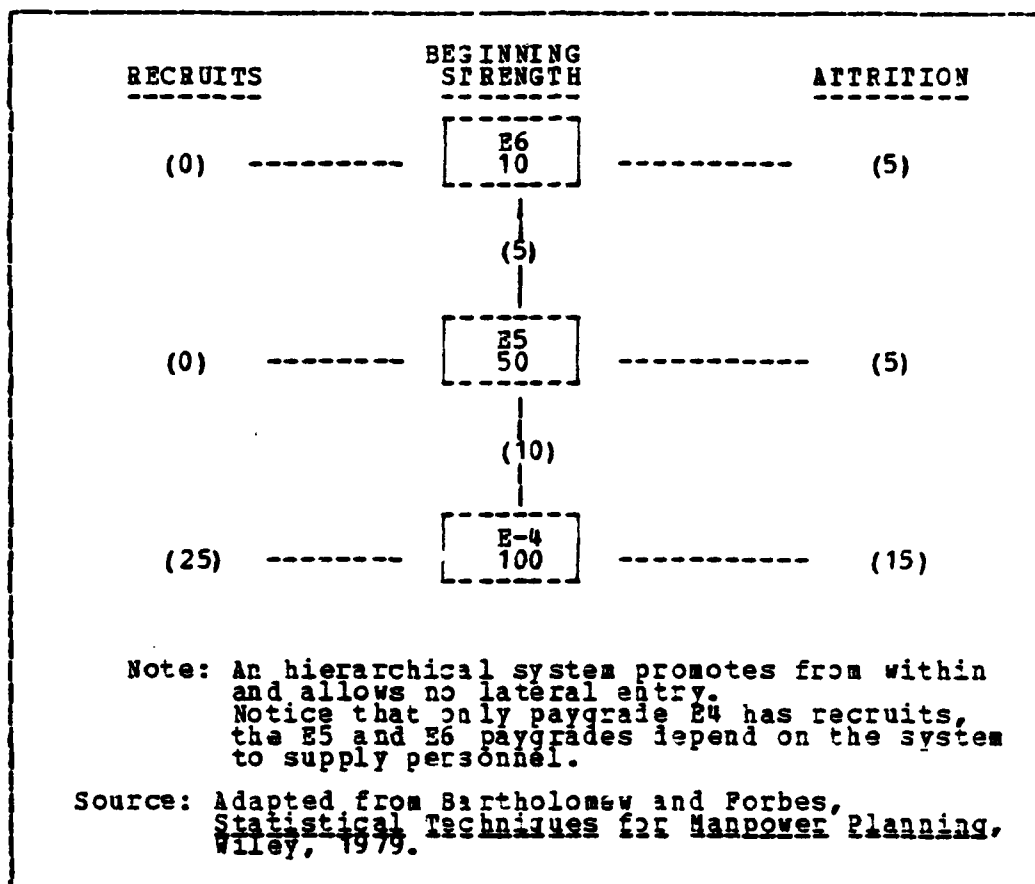 BEGINNING
RECRUITS STRENGTH ATTRITION
E6
(0) 10 (5)
(5)
E5
(0) 50 (5)
(10)
E-4
(25) 100 (15)
Note: An hierarchical system promotes from within
and allows no lateral entry.
Notice that only paygrade E4 has recruits,
the E5 and E6 paygrades depend on the system
to supply personnel.
Source: Adapted from Bartholomew and Forbes,
Statistical Techniques for Manpower Planning,
Wiley, 1979.